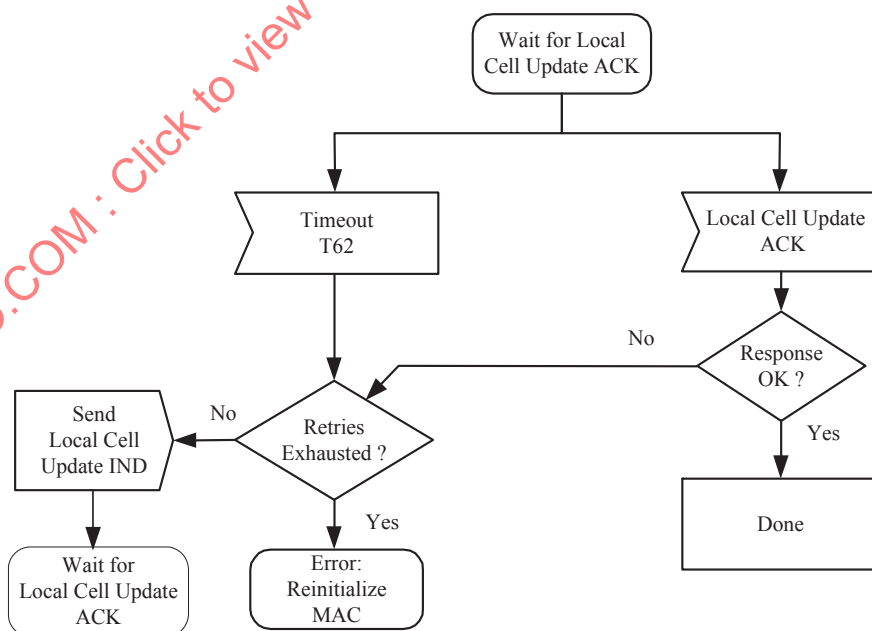 Wait for Local
Cell Update ACK
Timeout
T62
Local Cell Update
ACK
No
Response
OK ?
Send
Local Cell
Update IND
No
Retries
Exhausted ?
Yes
Yes
Done
Wait for
Local Cell Update
ACK
Error:
Reinitialize
MAC
.COM : Click to view